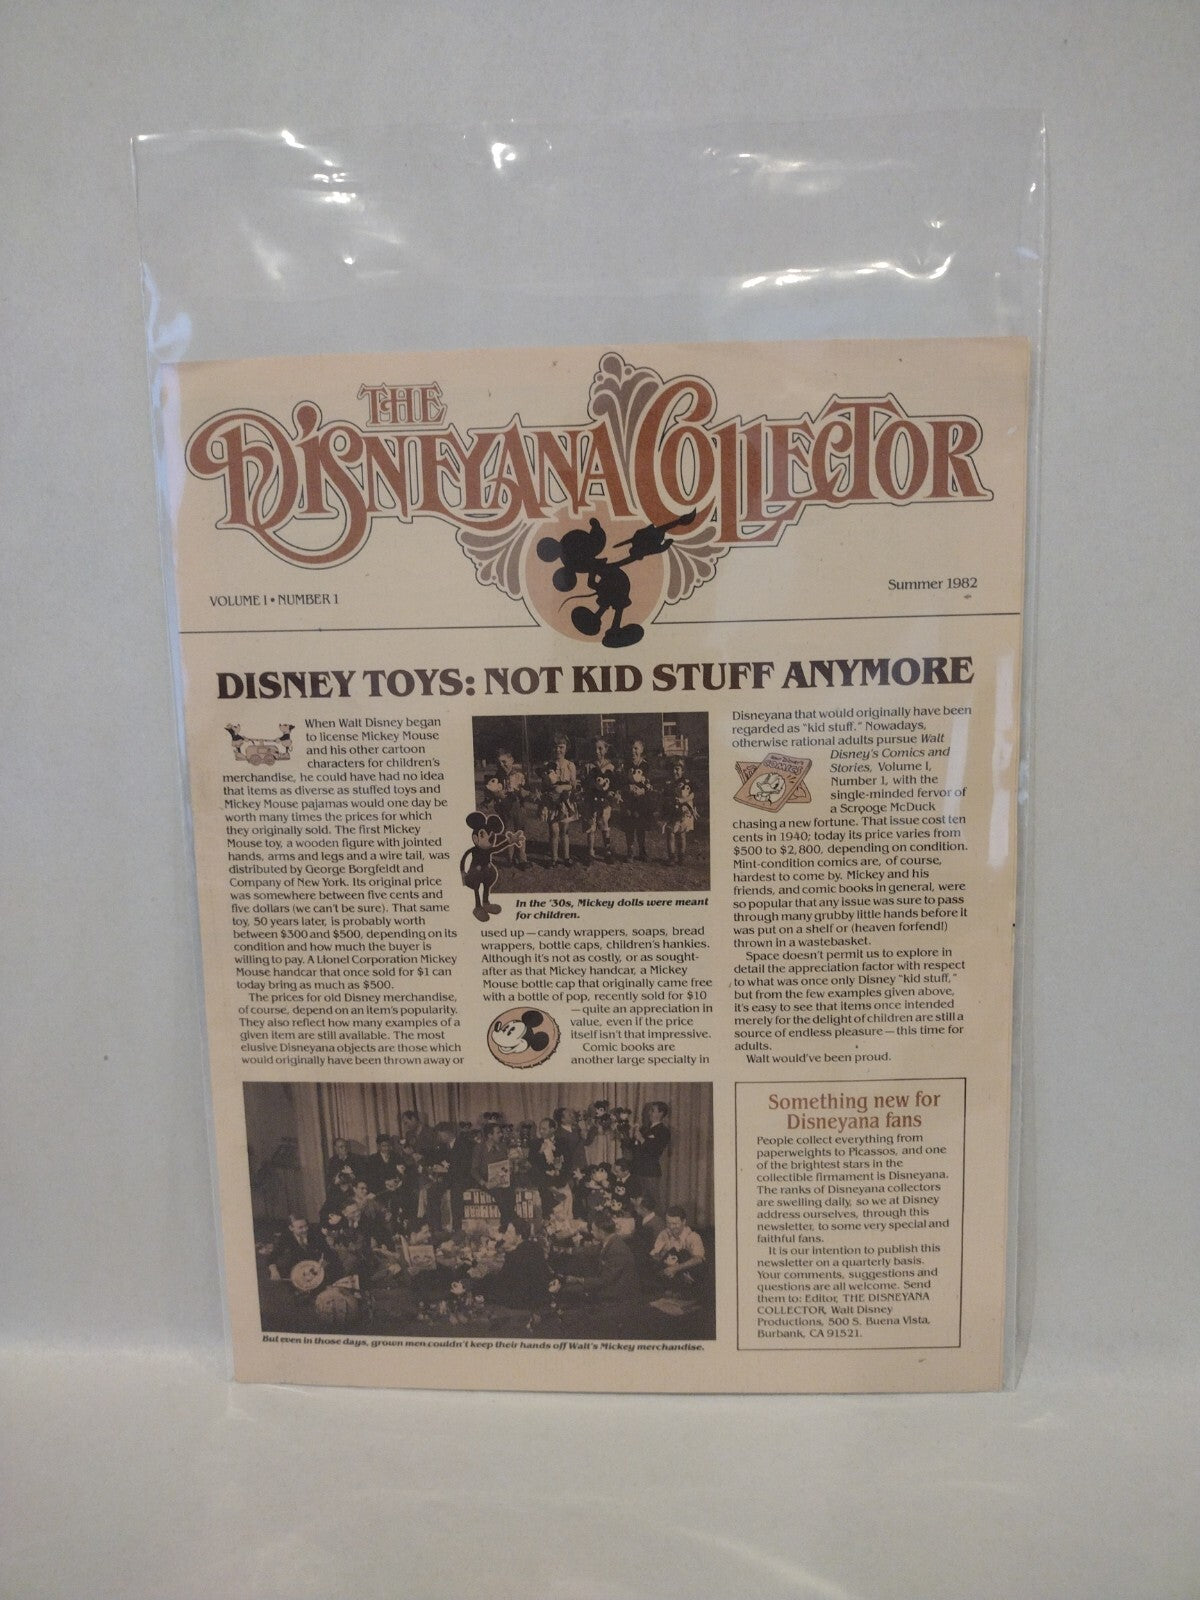 THE
DISNEYANA COLLECTOR
VOLUME I • NUMBER 1
Summer 1982
DISNEY TOYS: NOT KID STUFF ANYMORE
When Walt Disney began
to license Mickey Mouse
and his other cartoon
characters for children's
merchandise, he could have had no idea
that items as diverse as stuffed toys and
Mickey Mouse pajamas would one day be
worth many times the prices for which
they originally sold. The first Mickey
Mouse toy, a wooden figure with jointed
hands, arms and legs and a wire tail, was
distributed by George Borgfeldt and
Company of New York. Its original price
was somewhere between five cents and
five dollars (we can't be sure). That same
toy, 50 years later, is probably worth
between $300 and $500, depending on its
condition and how much the buyer is
willing to pay. A Lionel Corporation Mickey
Mouse handcar that once sold for $1 can
today bring as much as $500.
The prices for old Disney merchandise,
of course, depend on an item's popularity.
They also reflect how many examples of a
given item are still available. The most
elusive Disneyana objects are those which
would originally have been thrown away or
In the '30s, Mickey dolls were meant
for children.
used up—candy wrappers, soaps, bread
wrappers, bottle caps, children's hankies.
Although it's not as costly, or as sought-
after as that Mickey handcar, a Mickey
Mouse bottle cap that originally came free
with a bottle of pop, recently sold for $10
—quite an appreciation in
value, even if the price
itself isn't that impressive.
Comic books are
another large specialty in
Disneyana that would originally have been
regarded as "kid stuff." Nowadays,
otherwise rational adults pursue Walt
Disney's Comics and
Stories, Volume I,
Number 1, with the
single-minded fervor of
a Scrooge McDuck
chasing a new fortune. That issue cost ten
cents in 1940; today its price varies from
$500 to $2,800, depending on condition.
Mint-condition comics are, of course,
hardest to come by. Mickey and his
friends, and comic books in general, were
so popular that any issue was sure to pass
through many grubby little hands before it
was put on a shelf or (heaven forfend!)
thrown in a wastebasket.
Space doesn't permit us to explore in
detail the appreciation factor with respect
to what was once only Disney "kid stuff,"
but from the few examples given above,
it's easy to see that items once intended
merely for the delight of children are still a
source of endless pleasure—this time for
adults.
Walt would've been proud.
But even in those days, grown men couldn't keep their hands off Walt's Mickey merchandise.
Something new for
Disneyana fans
People collect everything from
paperweights to Picassos, and one
of the brightest stars in the
collectible firmament is Disneyana.
The ranks of Disneyana collectors
are swelling daily, so we at Disney
address ourselves, through this
newsletter, to some very special and
faithful fans.
It is our intention to publish this
newsletter on a quarterly basis.
Your comments, suggestions and
questions are all welcome. Send
them to: Editor, THE DISNEYANA
COLLECTOR, Walt Disney
Productions, 500 S. Buena Vista,
Burbank, CA 91521.